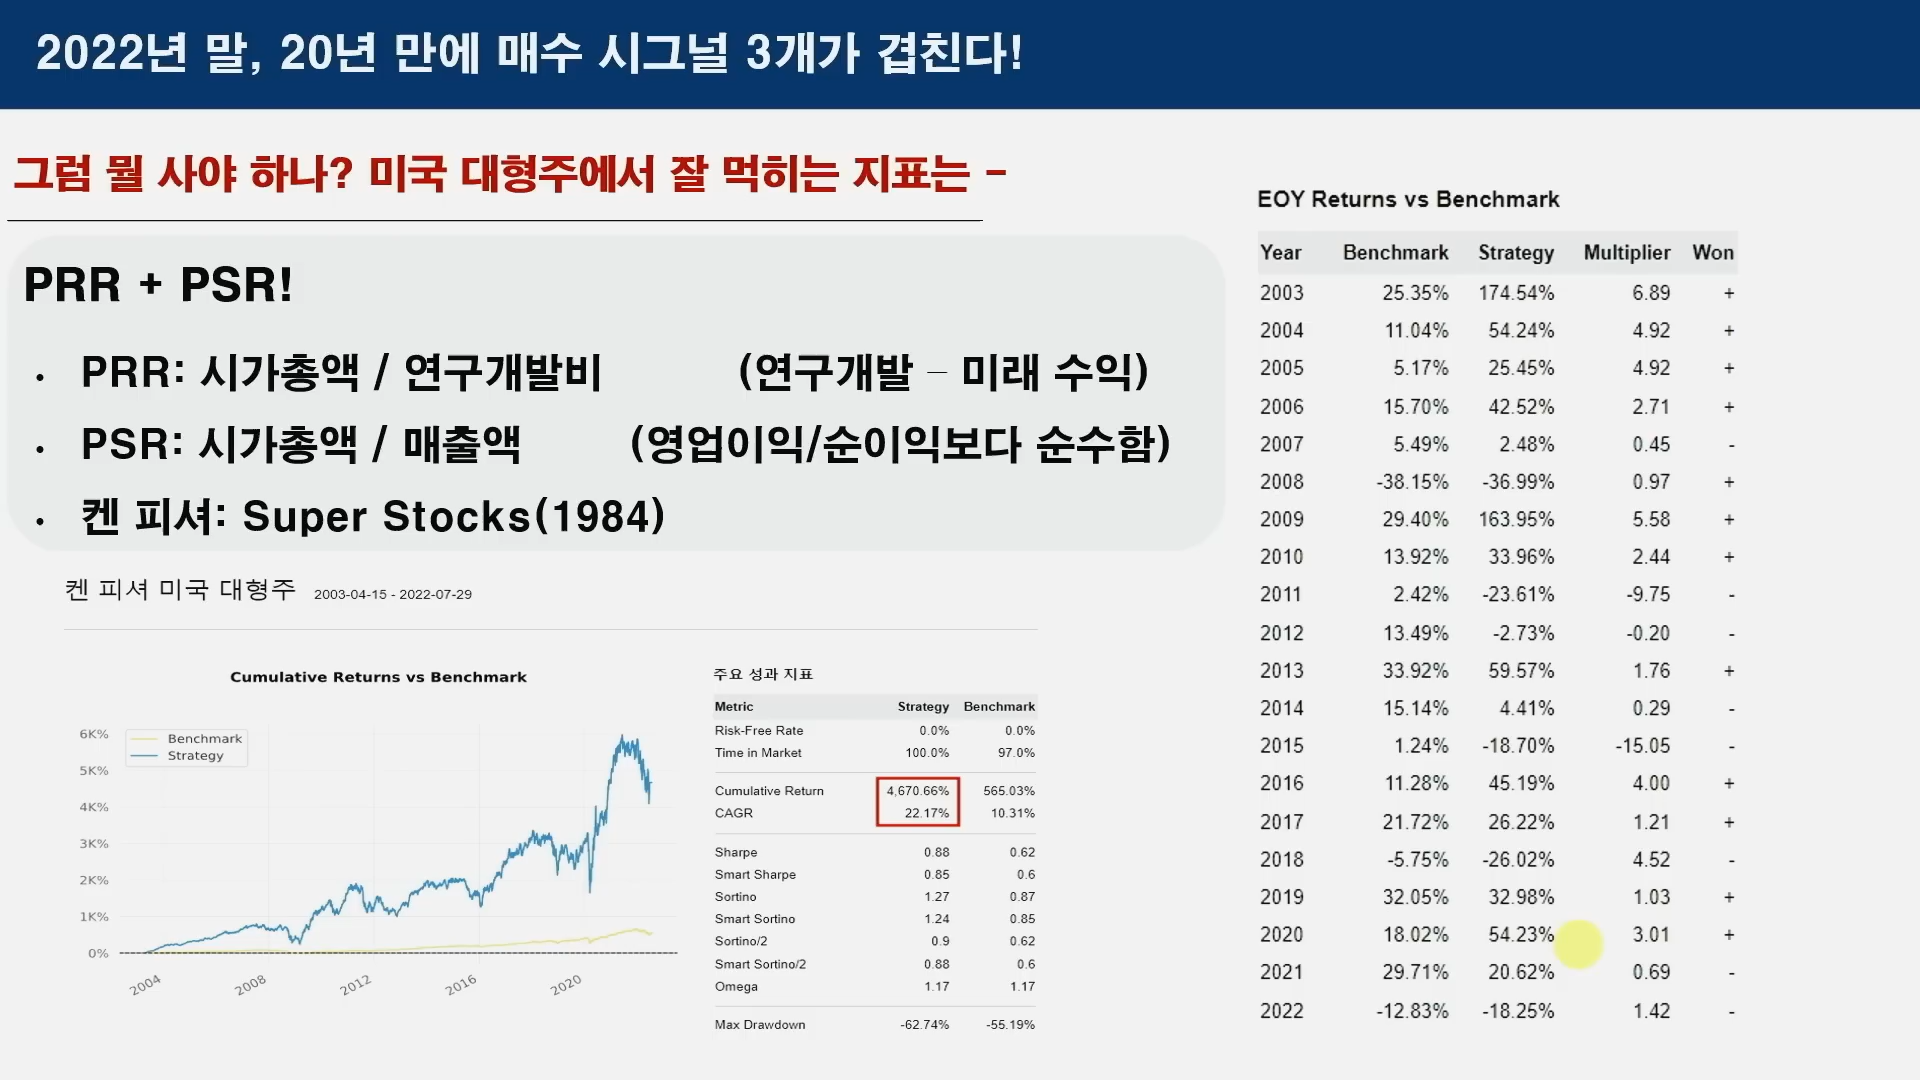 2022년 말, 20년 만에 매수 시그널 3개가 겹친다!
그럼 뭘 사야 하나? 미국 대형주에서 잘 먹히는 지표는 -
PRR + PSR!
• PRR: 시가총액 / 연구개발비 (연구개발 – 미래 수익)
• PSR: 시가총액 / 매출액 (영업이익/순이익보다 순수함)
• 켄 피셔: Super Stocks(1984)
켄 피셔 미국 대형주 2003-04-15 - 2022-07-29
Cumulative Returns vs Benchmark
Benchmark
Strategy
6K%
5K%
4K%
3K%
2K%
1K%
0%
2004 2008 2012 2016 2020
주요 성과 지표
Metric Strategy Benchmark
Risk-Free Rate 0.0% 0.0%
Time in Market 100.0% 97.0%
Cumulative Return 4,670.66% 565.03%
CAGR 22.17% 10.31%
Sharpe 0.88 0.62
Smart Sharpe 0.85 0.6
Sortino 1.27 0.87
Smart Sortino 1.24 0.85
Sortino/2 0.9 0.62
Smart Sortino/2 0.88 0.6
Omega 1.17 1.17
Max Drawdown -62.74% -55.19%
EOY Returns vs Benchmark
Year Benchmark Strategy Multiplier Won
2003 25.35% 174.54% 6.89 +
2004 11.04% 54.24% 4.92 +
2005 5.17% 25.45% 4.92 +
2006 15.70% 42.52% 2.71 +
2007 5.49% 2.48% 0.45 -
2008 -38.15% -36.99% 0.97 +
2009 29.40% 163.95% 5.58 +
2010 13.92% 33.96% 2.44 +
2011 2.42% -23.61% -9.75 -
2012 13.49% -2.73% -0.20 -
2013 33.92% 59.57% 1.76 +
2014 15.14% 4.41% 0.29 -
2015 1.24% -18.70% -15.05 -
2016 11.28% 45.19% 4.00 +
2017 21.72% 26.22% 1.21 +
2018 -5.75% -26.02% 4.52 -
2019 32.05% 32.98% 1.03 +
2020 18.02% 54.23% 3.01 +
2021 29.71% 20.62% 0.69 -
2022 -12.83% -18.25% 1.42 -